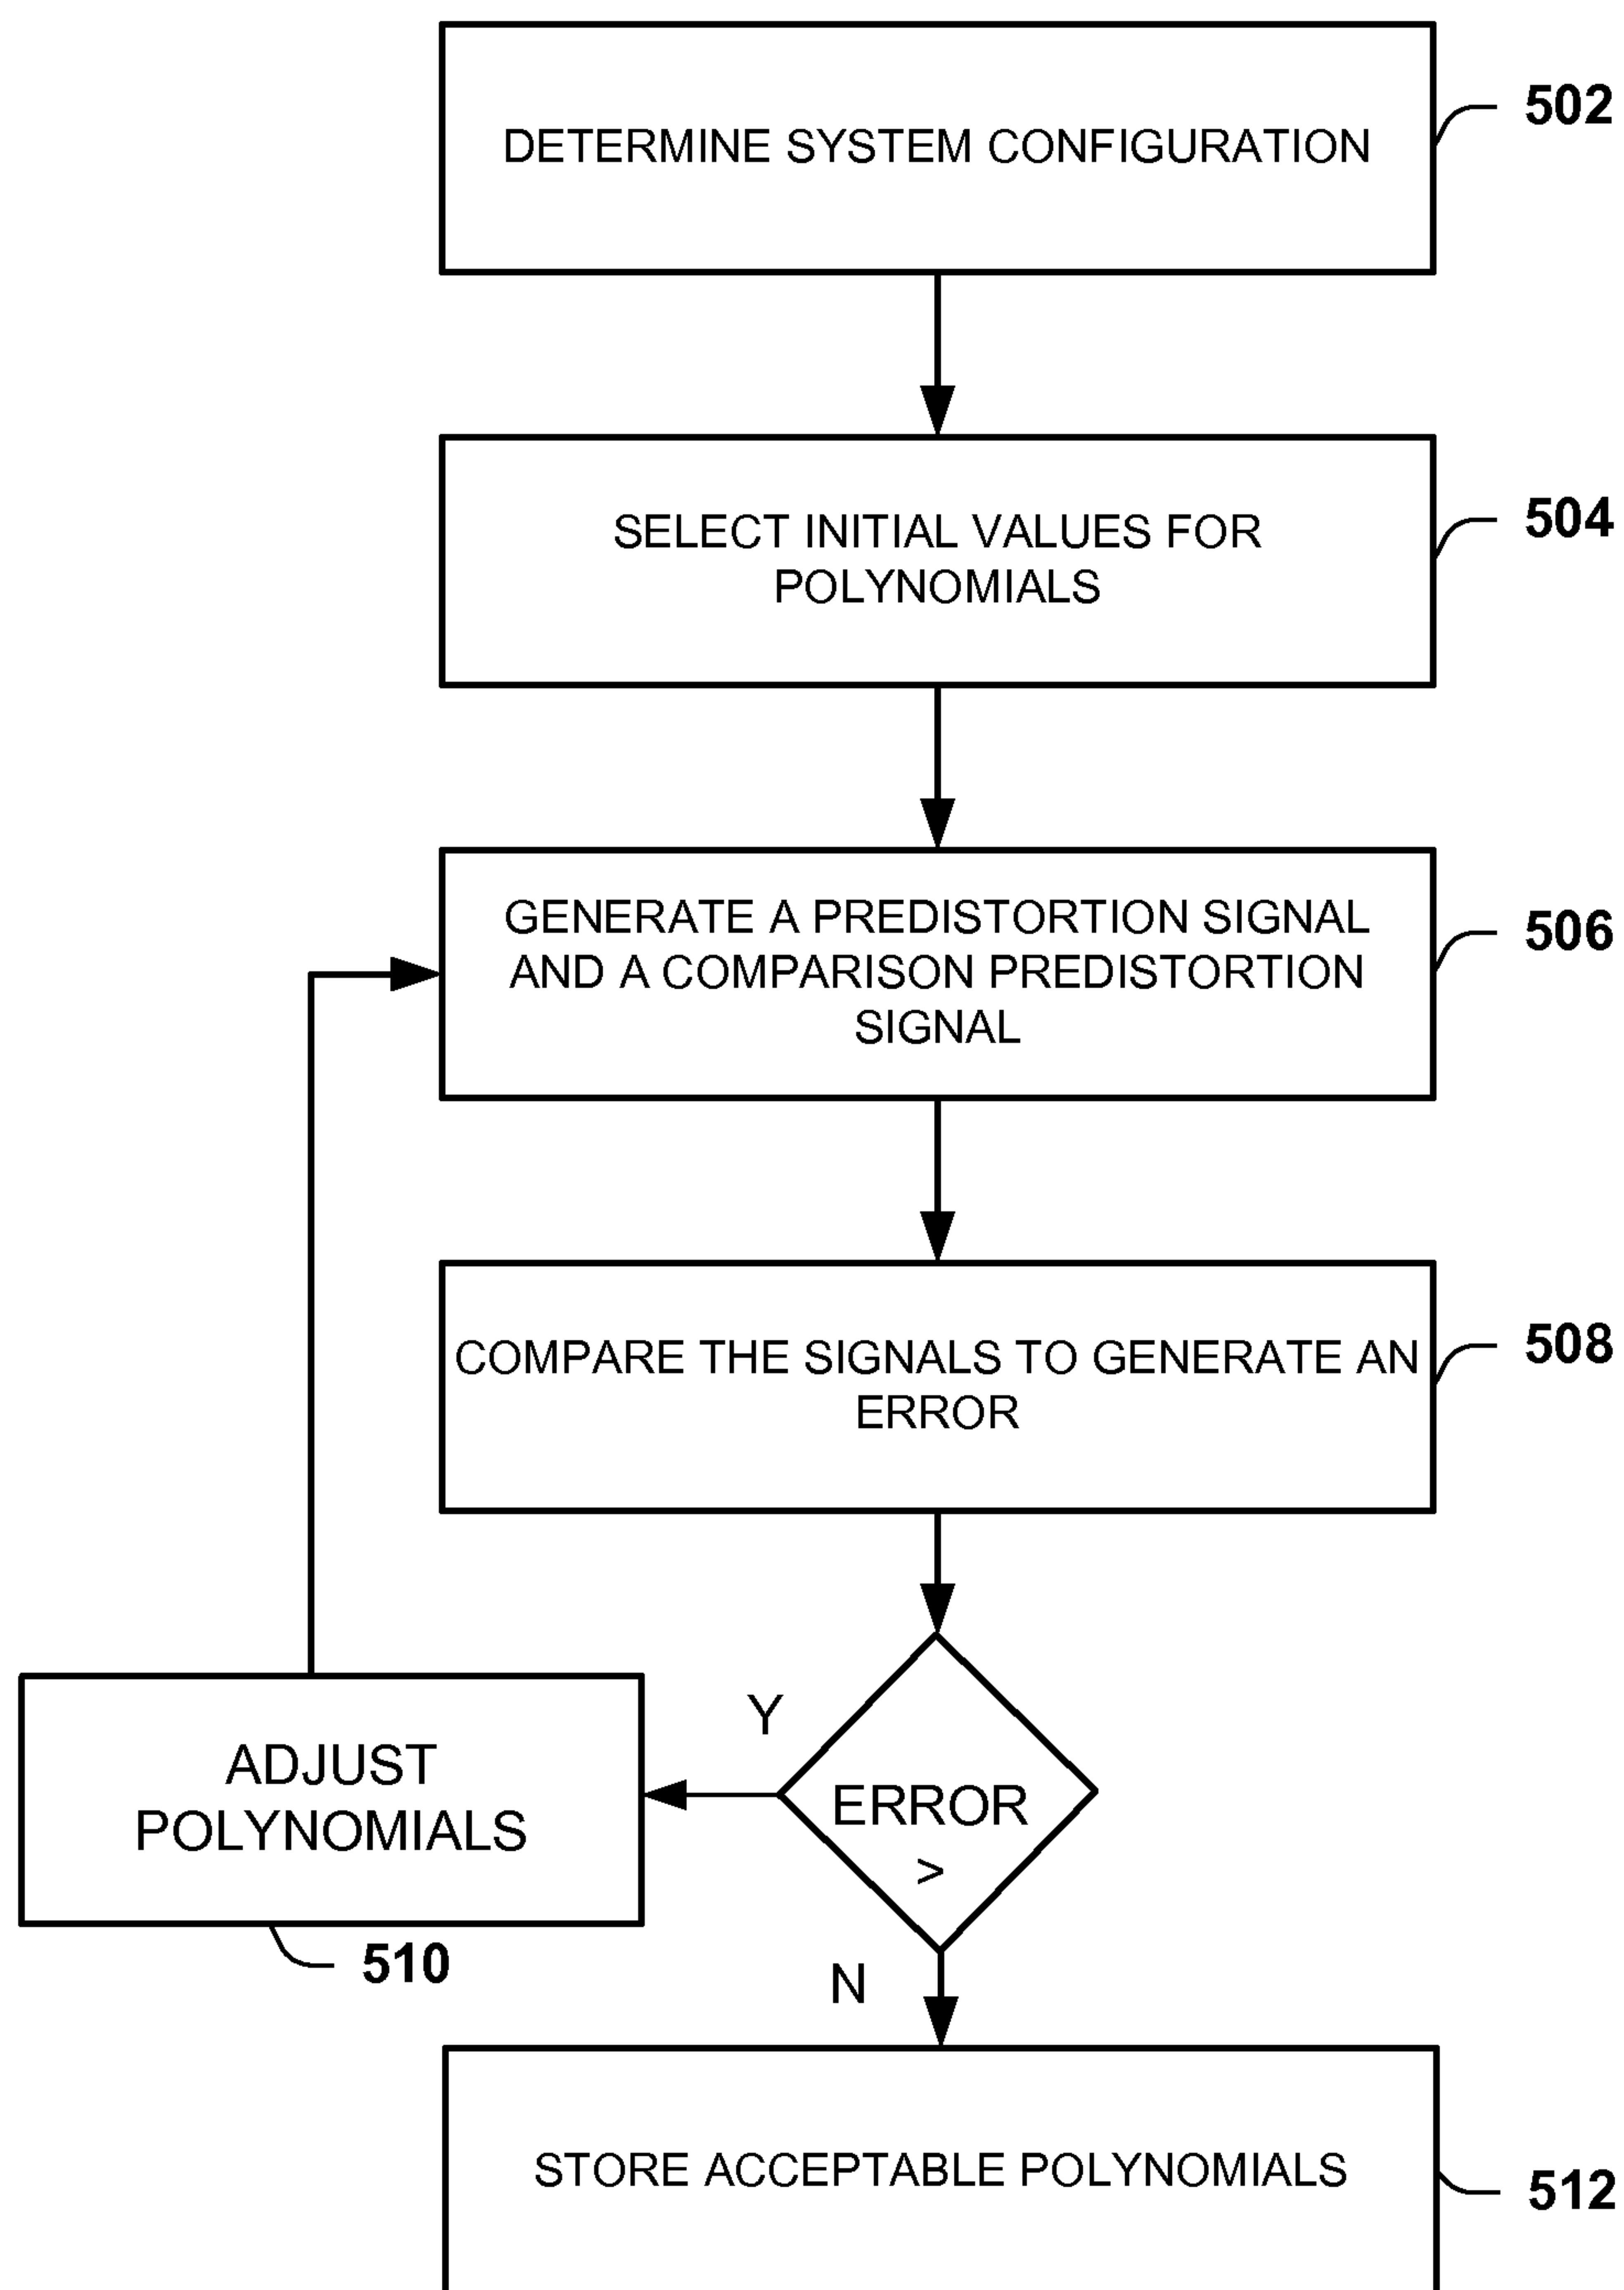 DETERMINE SYSTEM CONFIGURATION
502
SELECT INITIAL VALUES FOR
POLYNOMIALS
504
GENERATE A PREDISTORTION SIGNAL
AND A COMPARISON PREDISTORTION
SIGNAL
506
COMPARE THE SIGNALS TO GENERATE AN
ERROR
508
Y
ERROR
>
ADJUST
POLYNOMIALS
510
N
STORE ACCEPTABLE POLYNOMIALS
512